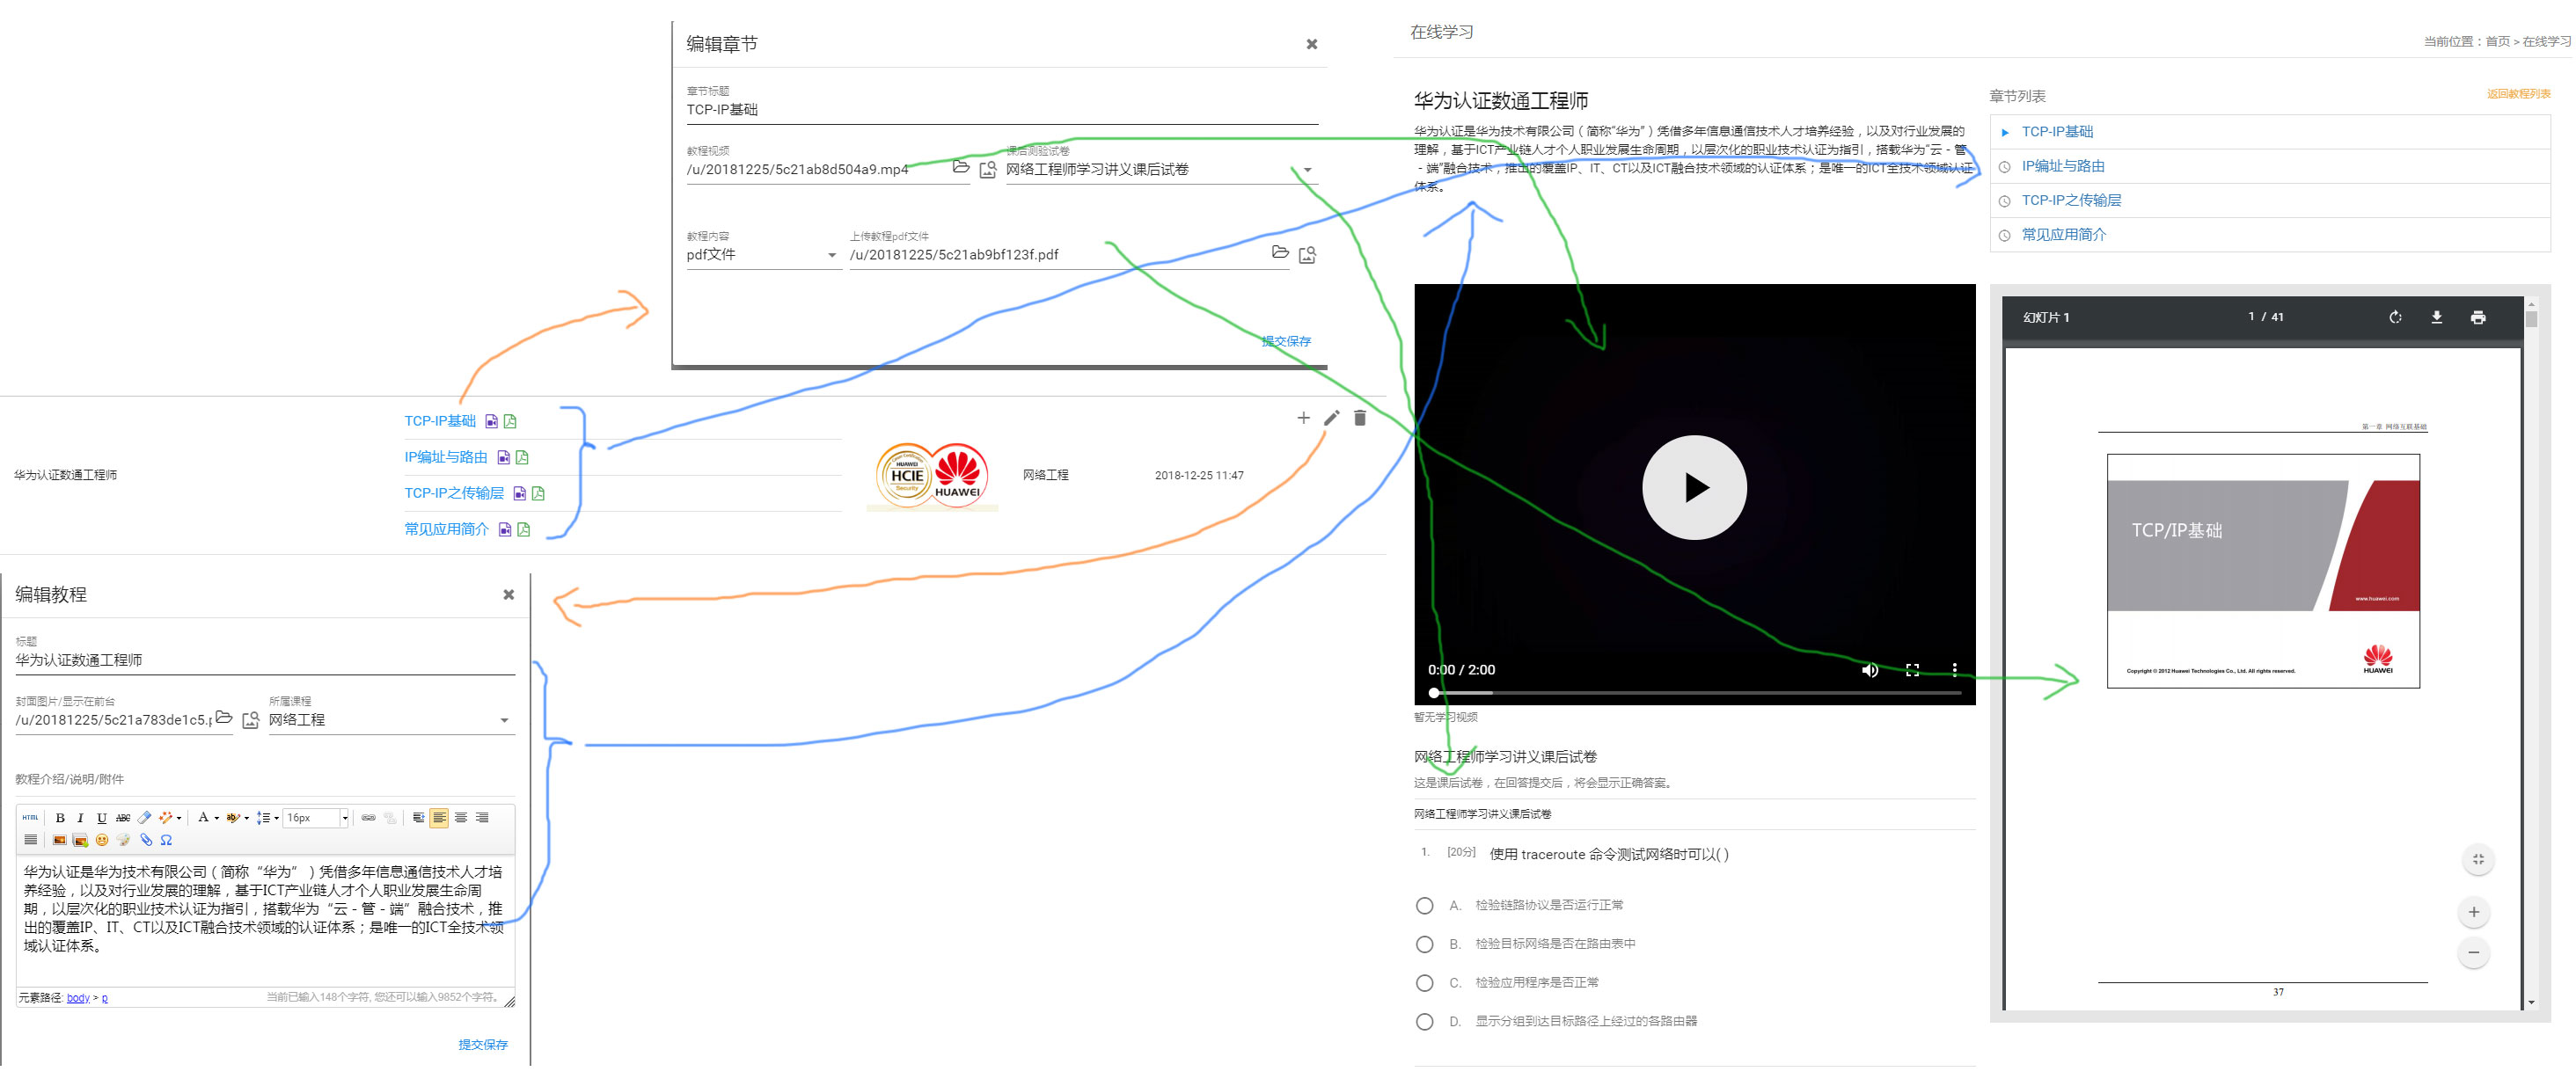 编辑章节
章节标题
TCP-IP基础
教程视频
/u/20181225/5c21ab8d504a9.mp4
课后测验试卷
网络工程师学习讲义课后试卷
教程内容
pdf文件
上传教程pdf文件
/u/20181225/5c21ab9bf123f.pdf
提交保存
华为认证数通工程师
TCP-IP基础
IP编址与路由
TCP-IP之传输层
常见应用简介
HUAWEI
HCIE
Security
HUAWEI
网络工程
2018-12-25 11:47
编辑教程
标题
华为认证数通工程师
封面图片/显示在前台
/u/20181225/5c21a783de1c5.p
所属课程
网络工程
教程介绍/说明/附件
HTML B I U ABC A ab 16px
华为认证是华为技术有限公司（简称“华为”）凭借多年信息通信技术人才培
养经验，以及对行业发展的理解，基于ICT产业链人才个人职业发展生命周
期，以层次化的职业技术认证为指引，搭载华为“云－管－端”融合技术，推
出的覆盖IP、IT、CT以及ICT融合技术领域的认证体系；是唯一的ICT全技术领
域认证体系。
元素路径: body > p
当前已输入148个字符, 您还可以输入9852个字符。
提交保存
在线学习
当前位置：首页 > 在线学习
华为认证数通工程师
华为认证是华为技术有限公司（简称“华为”）凭借多年信息通信技术人才培养经验，以及对行业发展的
理解，基于ICT产业链人才个人职业发展生命周期，以层次化的职业技术认证为指引，搭载华为“云－管
－端”融合技术，推出的覆盖IP、IT、CT以及ICT融合技术领域的认证体系；是唯一的ICT全技术领域认证
体系。
章节列表
返回教程列表
TCP-IP基础
IP编址与路由
TCP-IP之传输层
常见应用简介
0:00 / 2:00
暂无学习视频
网络工程师学习讲义课后试卷
这是课后试卷，在回答提交后，将会显示正确答案。
网络工程师学习讲义课后试卷
1. [20分] 使用 traceroute 命令测试网络时可以( )
A. 检验链路协议是否运行正常
B. 检验目标网络是否在路由表中
C. 检验应用程序是否正常
D. 显示分组到达目标路径上经过的各路由器
幻灯片 1
1 / 41
第一章 网络互联基础
TCP/IP基础
www.huawei.com
Copyright © 2012 Huawei Technologies Co., Ltd. All rights reserved.
HUAWEI
37